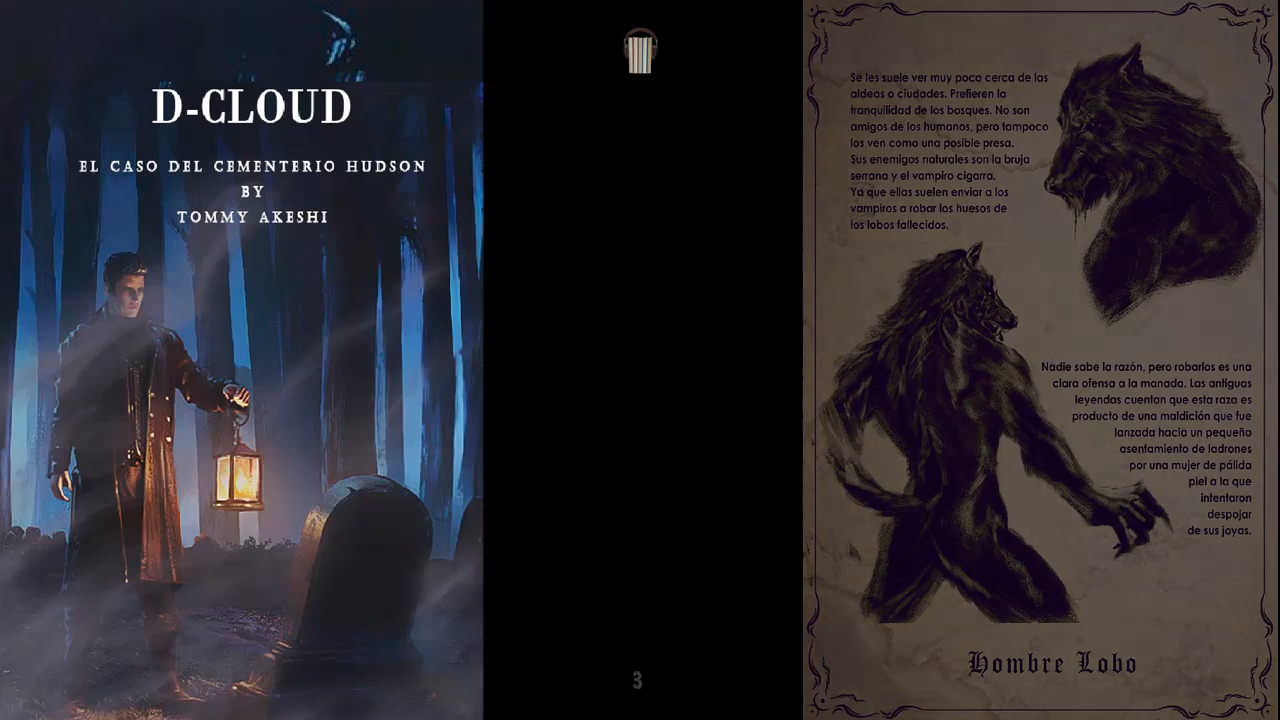 D-CLOUD
EL CASO DEL CEMENTERIO HUDSON
BY
TOMMY AKESHI
3
Se les suele ver muy poco cerca de las
aldeas o ciudades. Prefieren la
tranquilidad de los bosques. No son
amigos de los humanos, pero tampoco
los ven como una posible presa.
Sus enemigos naturales son la bruja
serrana y el vampiro cigarra.
Ya que ellas suelen enviar a los
vampiros a robar los huesos de
los lobos fallecidos.
Nadie sabe la razón, pero robarlos es una
clara ofensa a la manada. Las antiguas
leyendas cuentan que esta raza es
producto de una maldición que fue
lanzada hacia un pequeño
asentamiento de ladrones
por una mujer de pálida
piel a la que
intentaron
despojar
de sus joyas.
Hombre Lobo